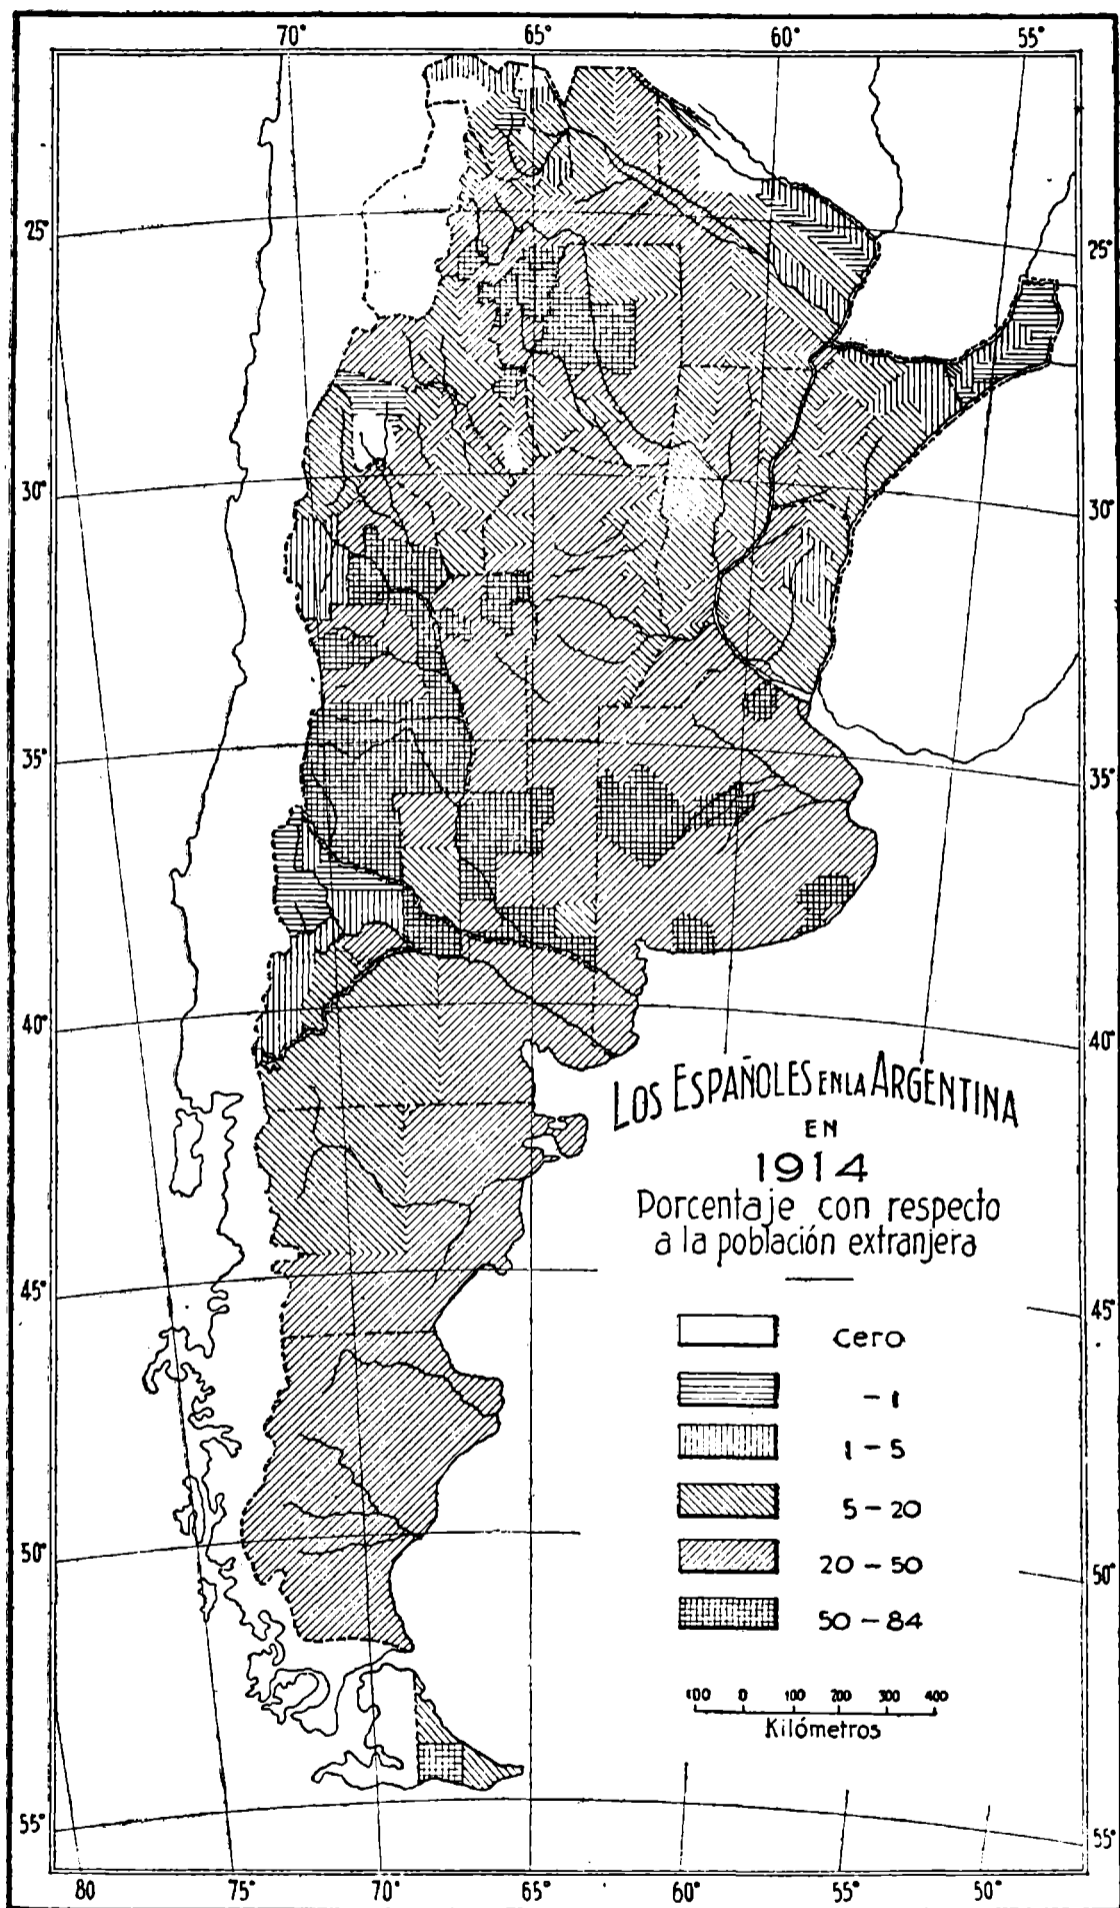 70° 65° 60° 55°
25° 25°
30° 30°
35° 35°
40° 40°
LOS ESPAÑOLES EN LA ARGENTINA
EN
1914
Porcentaje con respecto
a la población extranjera
45° 45°
cero
- 1
1 - 5
5 - 20
20 - 50
50 - 84
50° 50°
100 0 100 200 300 400
Kilómetros
55° 55°
80 75° 70° 65° 60° 55° 50°